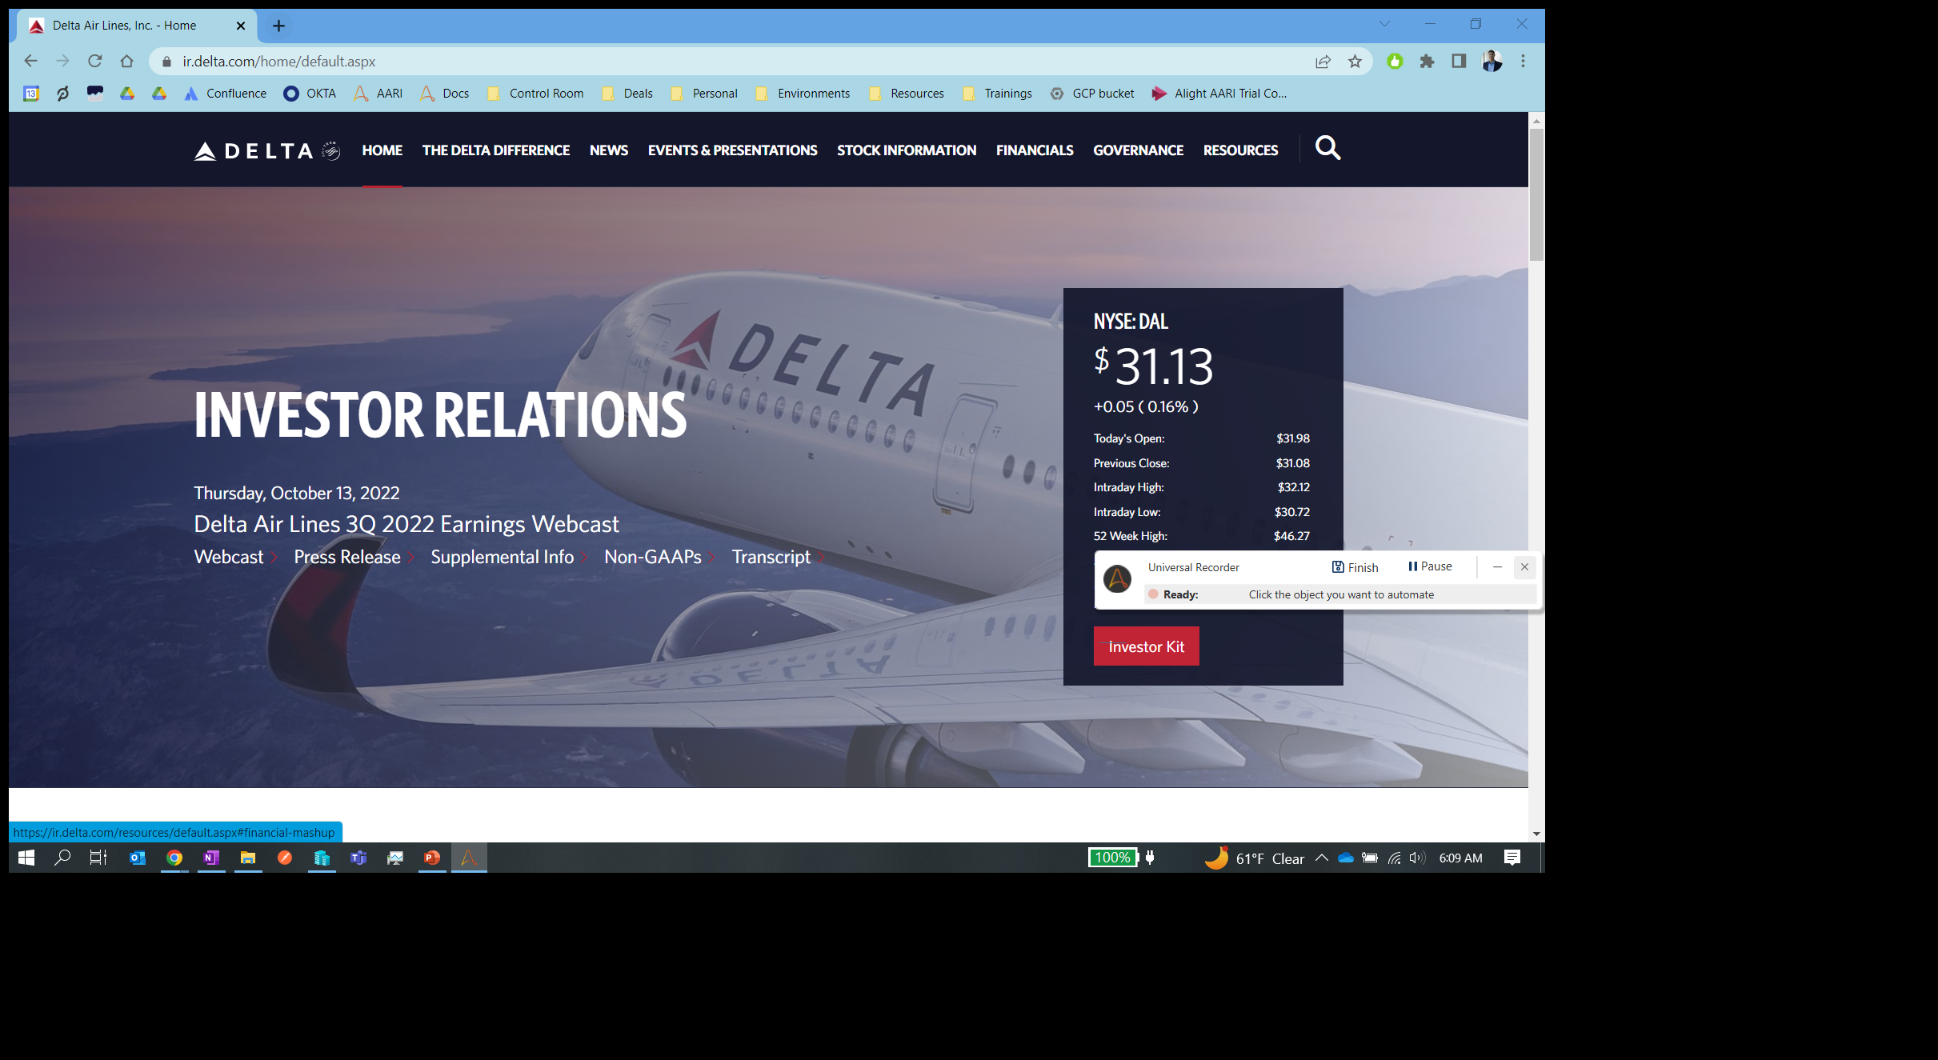 Delta Air Lines, Inc. - Home
ir.delta.com/home/default.aspx
13 Confluence OKTA AARI Docs Control Room Deals Personal Environments Resources Trainings GCP bucket Alight AARI Trial Co...
DELTA HOME THE DELTA DIFFERENCE NEWS EVENTS & PRESENTATIONS STOCK INFORMATION FINANCIALS GOVERNANCE RESOURCES
DELTA
INVESTOR RELATIONS
Thursday, October 13, 2022
Delta Air Lines 3Q 2022 Earnings Webcast
Webcast Press Release Supplemental Info Non-GAAPs Transcript
NYSE: DAL
$31.13
+0.05 ( 0.16% )
Today's Open: $31.98
Previous Close: $31.08
Intraday High: $32.12
Intraday Low: $30.72
52 Week High: $46.27
Universal Recorder Finish Pause
Ready: Click the object you want to automate
Investor Kit
DELTA
https://ir.delta.com/resources/default.aspx#financial-mashup
100% 61°F Clear 6:09 AM